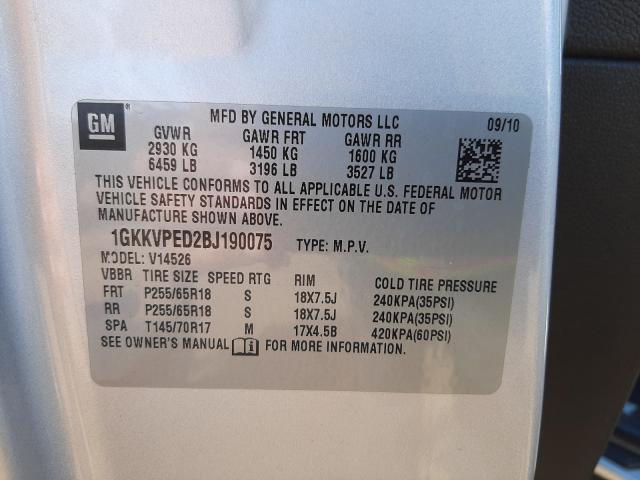 GM
MFD BY GENERAL MOTORS LLC 09/10
GVWR GAWR FRT GAWR RR
2930 KG 1450 KG 1600 KG
6459 LB 3196 LB 3527 LB
THIS VEHICLE CONFORMS TO ALL APPLICABLE U.S. FEDERAL MOTOR
VEHICLE SAFETY STANDARDS IN EFFECT ON THE DATE OF
MANUFACTURE SHOWN ABOVE.
1GKKVPED2BJ190075 TYPE: M.P.V.
MODEL: V14526
VBBR TIRE SIZE SPEED RTG RIM COLD TIRE PRESSURE
FRT P255/65R18 S 18X7.5J 240KPA(35PSI)
RR P255/65R18 S 18X7.5J 240KPA(35PSI)
SPA T145/70R17 M 17X4.5B 420KPA(60PSI)
SEE OWNER'S MANUAL FOR MORE INFORMATION.